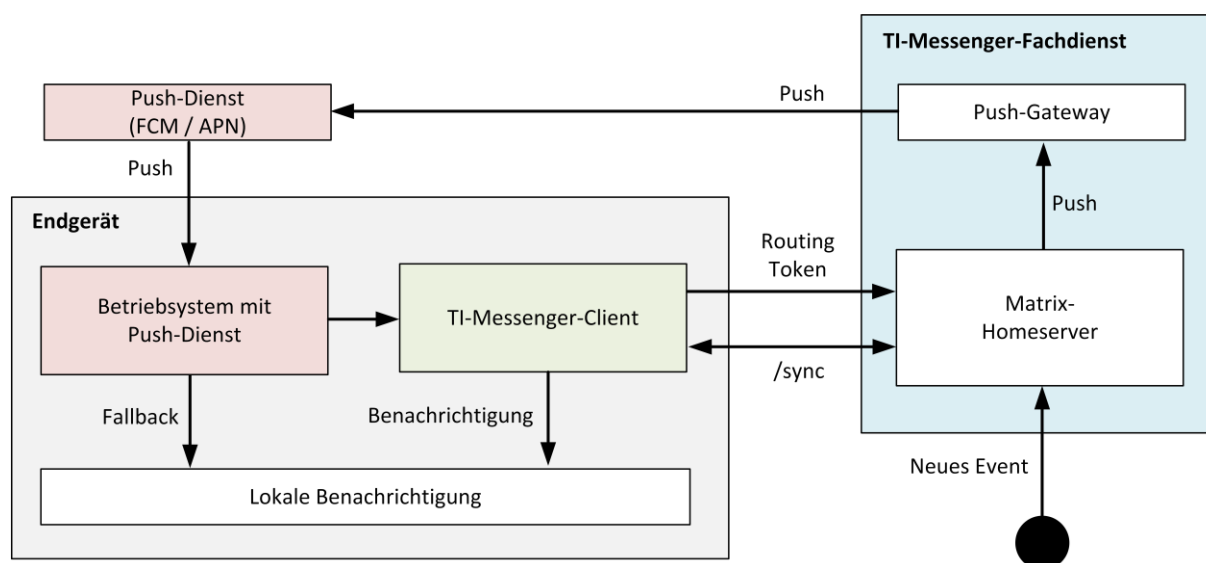 TI-Messenger-Fachdienst
Push-Dienst
(FCM / APN)
Push
Push-Gateway
Push
Push
Endgerät
Routing
Token
Betriebsystem mit
Push-Dienst
TI-Messenger-Client
Matrix-
Homeserver
/sync
Fallback
Benachrichtigung
Neues Event
Lokale Benachrichtigung